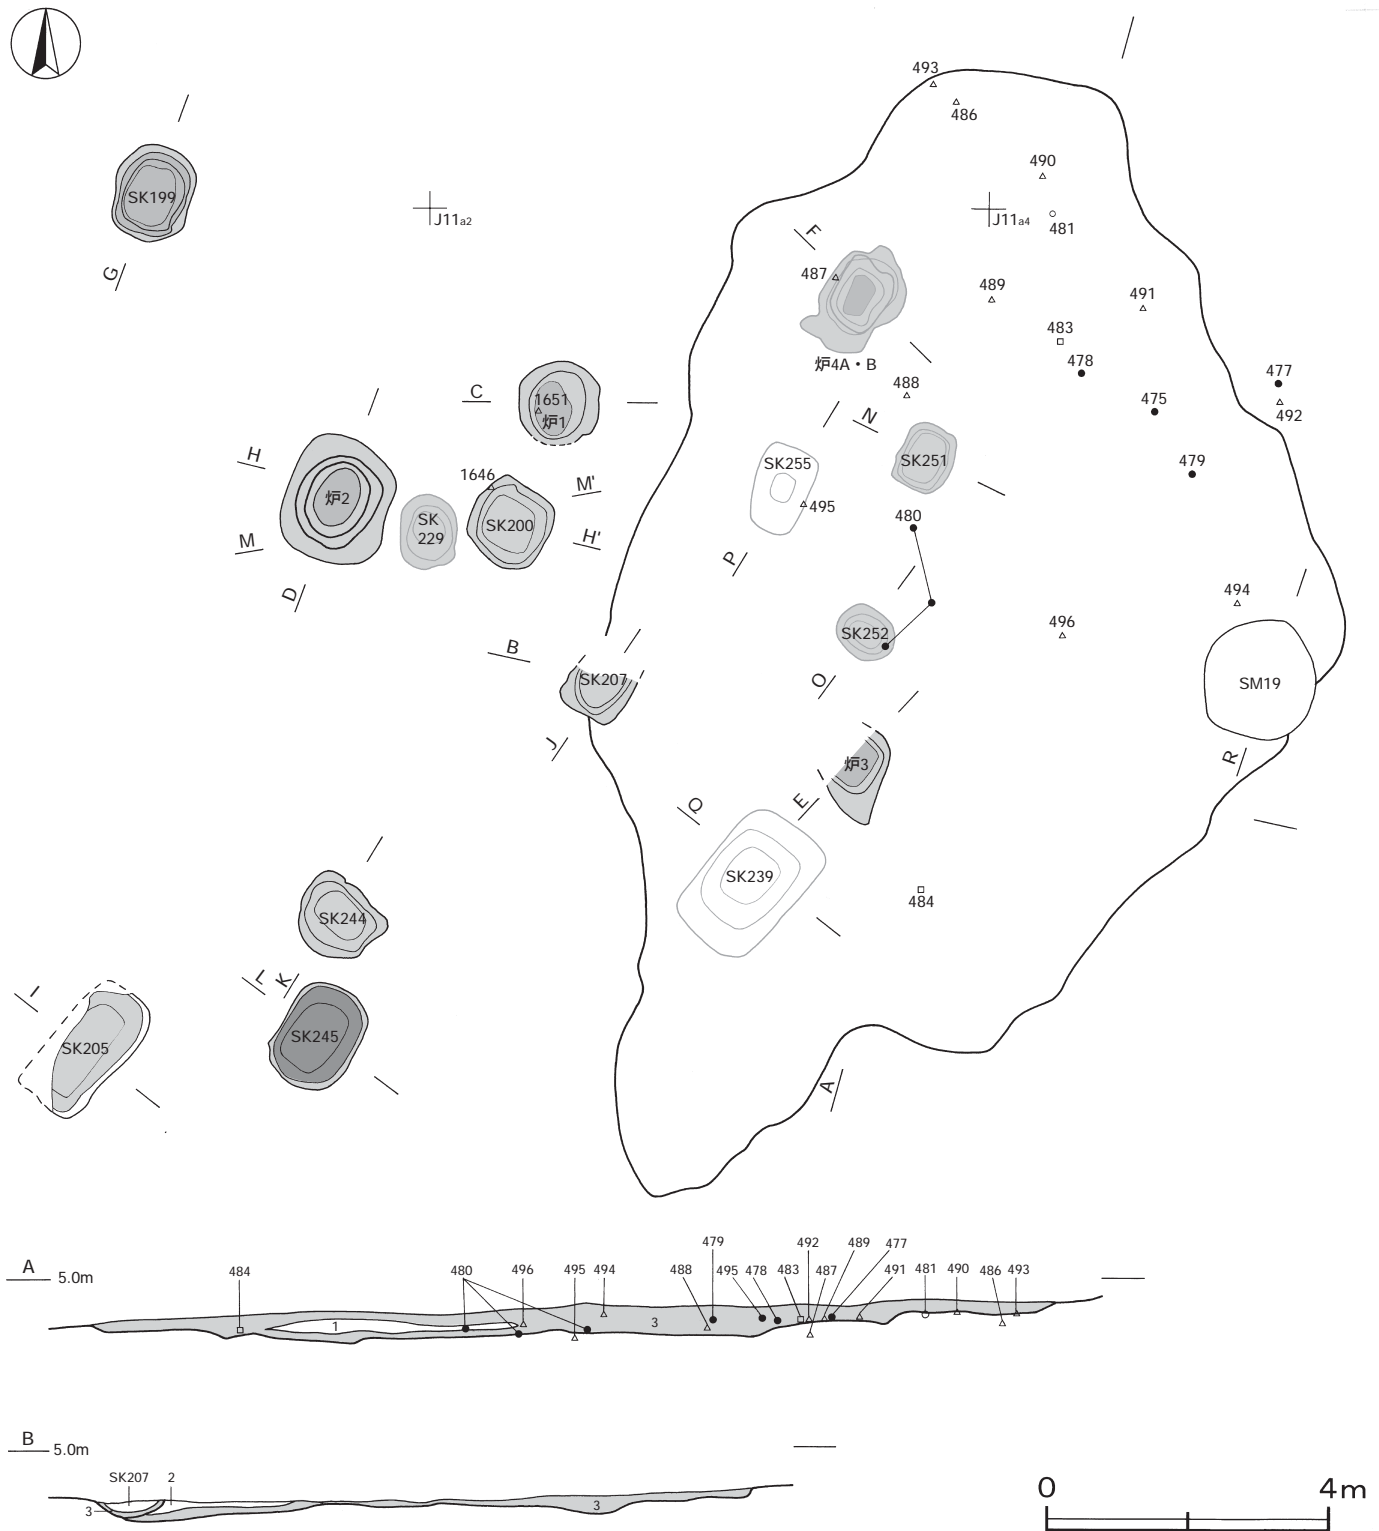 493
486
490
SK199
J11a2
J11a4
481
F
G
487
489
491
483
炉4A・B
478
477
488
C
1651
炉1
475
492
N
H
SK255
SK251
1646
M'
479
炉2
495
SK
229
SK200
480
M
H'
P
D
494
496
B
SK252
SK207
O
SM19
J
R
炉3
Q
E
SK239
484
SK244
L
K
I
SK245
SK205
A
479
492
489
477
A
5.0m
484
480
496
495
494
488
495
478
483
487
491
481
490
486
493
1
3
B
5.0m
SK207
2
3
3
0
4m